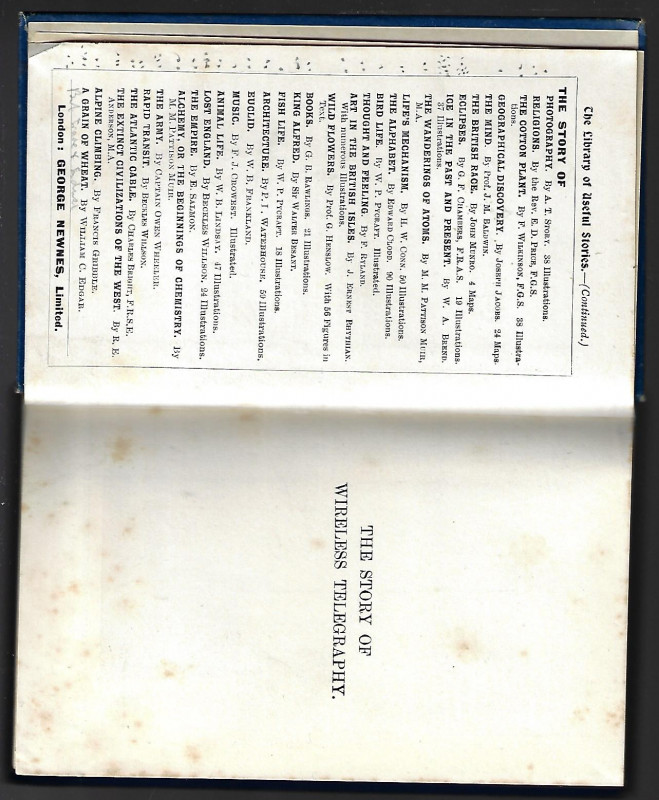 The Library of Useful Stories.—(Continued.)
THE STORY OF
PHOTOGRAPHY. By A. T. STORY. 38 Illustrations.
RELIGIONS. By the Rev. E. D. PRICE, F.G.S.
THE COTTON PLANT. By F. WILKINSON, F.G.S. 38 Illustra-
tions.
GEOGRAPHICAL DISCOVERY. By JOSEPH JACOBS. 24 Maps.
THE MIND. By Prof. J. M. BALDWIN.
THE BRITISH RACE. By JOHN MUNRO. 4 Maps.
ECLIPSES. By G. F. CHAMBERS, F.R.A.S. 19 Illustrations.
ICE IN THE PAST AND PRESENT. By W. A. BREND.
37 Illustrations.
THE WANDERINGS OF ATOMS. By M. M. PATTISON MUIR,
M.A.
LIFE'S MECHANISM. By H. W. CONN. 50 Illustrations.
THE ALPHABET. By EDWARD CLODD. 90 Illustrations.
BIRD LIFE. By W. P. PYCRAFT. Illustrated.
THOUGHT AND FEELING. By F. RYLAND.
ART IN THE BRITISH ISLES. By J. ERNEST PHYTHIAN.
With numerous Illustrations.
WILD FLOWERS. By Prof. G. HENSLOW. With 56 Figures in
Text.
BOOKS. By G. B. RAWLINGS. 21 Illustrations.
KING ALFRED. By Sir WALTER BESANT.
FISH LIFE. By W. P. PYCRAFT. 18 Illustrations.
ARCHITECTURE. By P. L. WATERHOUSE. 59 Illustrations.
EUCLID. By W. B. FRANKLAND.
MUSIC. By F. J. CROWEST. Illustrated.
ANIMAL LIFE. By W. B. LINDSAY. 47 Illustrations.
LOST ENGLAND. By BECKLES WILLSON. 24 Illustrations.
THE EMPIRE. By E. SALMON.
ALCHEMY, OR THE BEGINNINGS OF CHEMISTRY. By
M. M. PATTISON MUIR.
THE ARMY. By CAPTAIN OWEN WHEELER.
RAPID TRANSIT. By BECKLES WILLSON.
THE ATLANTIC CABLE. By CHARLES BRIGHT, F.R.S.E.
THE EXTINCT CIVILIZATIONS OF THE WEST. By R. E.
ANDERSON, M.A.
ALPINE CLIMBING. By FRANCIS GRIBBLE.
A GRAIN OF WHEAT. By WILLIAM C. EDGAR.
London: GEORGE NEWNES, Limited.
THE STORY OF
WIRELESS TELEGRAPHY.